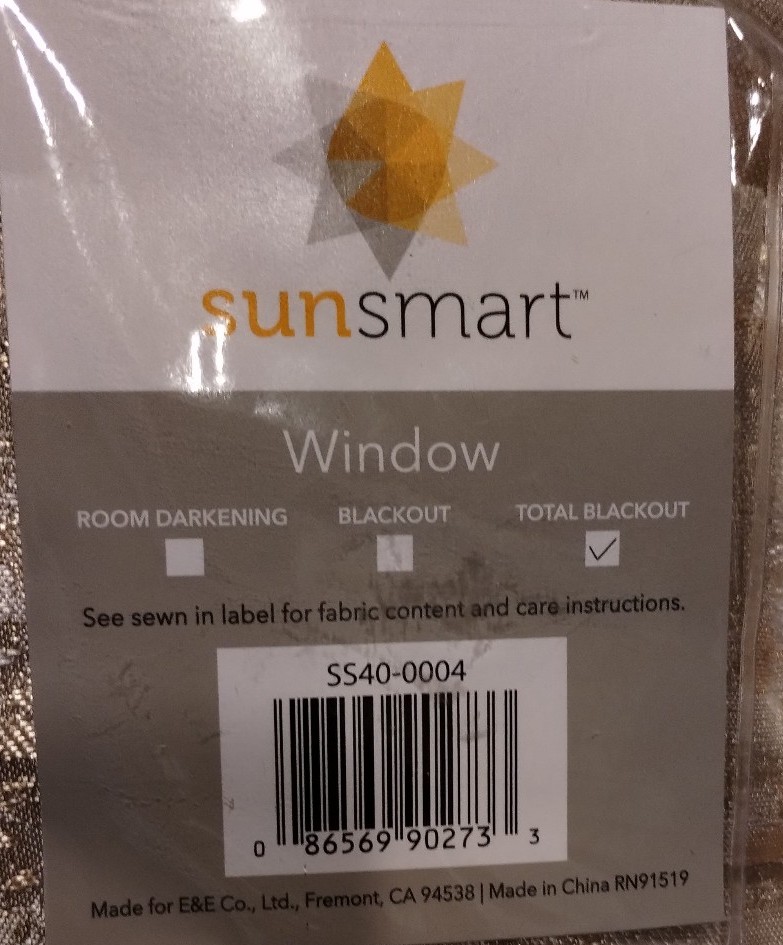 sunsmart™
Window
ROOM DARKENING BLACKOUT TOTAL BLACKOUT
See sewn in label for fabric content and care instructions.
SS40-0004
0 86569 90273 3
Made for E&E Co., Ltd., Fremont, CA 94538 | Made in China RN91519